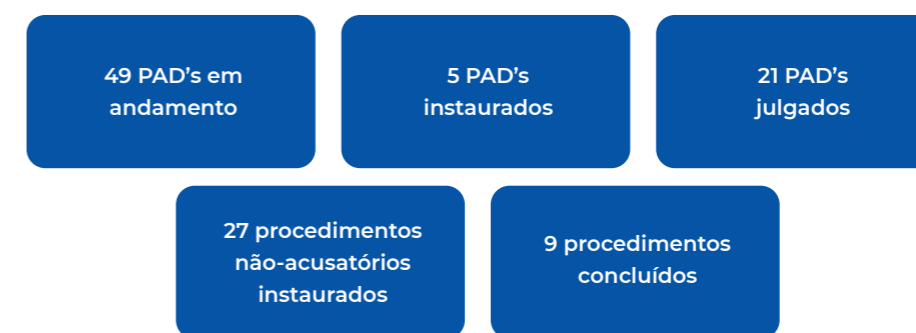 49 PAD's em
andamento
5 PAD's
instaurados
21 PAD's
julgados
27 procedimentos
não-acusatórios
instaurados
9 procedimentos
concluídos